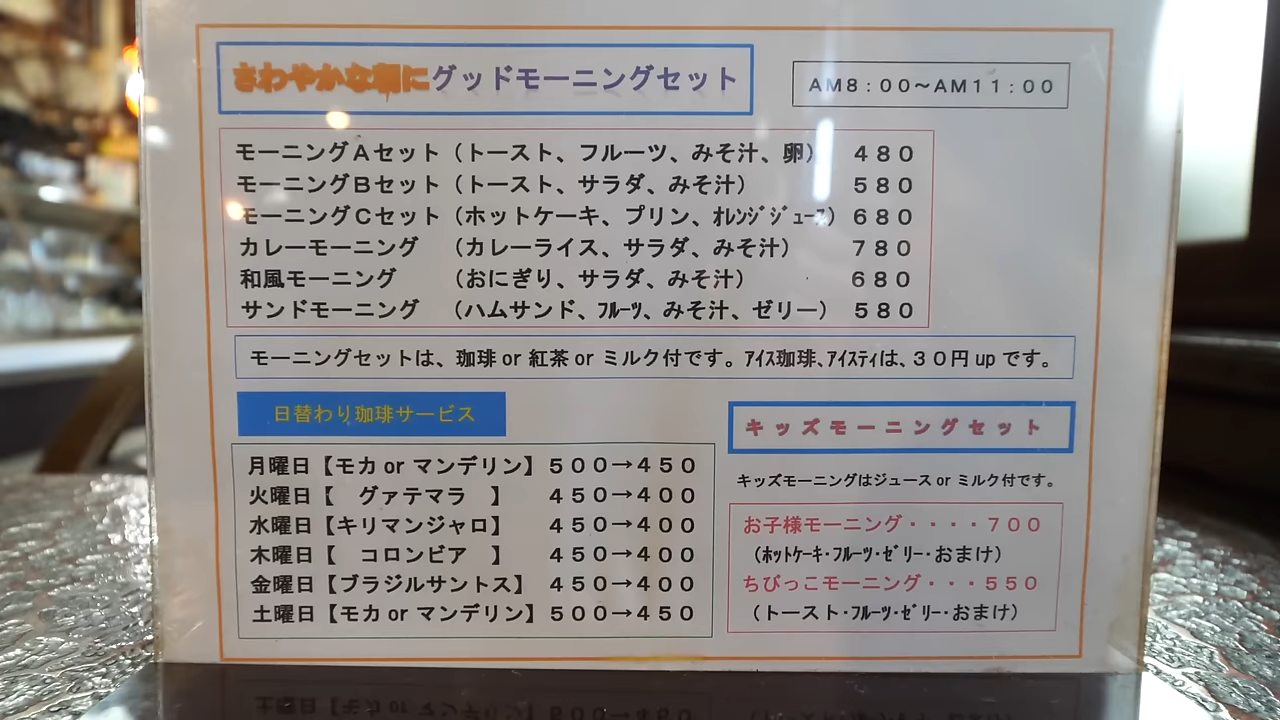 さわやかな朝にグッドモーニングセット
AM8:00～AM11:00
モーニングAセット（トースト、フルーツ、みそ汁、卵） 480
モーニングBセット（トースト、サラダ、みそ汁） 580
モーニングCセット（ホットケーキ、プリン、ｵﾚﾝｼﾞｼﾞｭｰｽ） 680
カレーモーニング （カレーライス、サラダ、みそ汁） 780
和風モーニング （おにぎり、サラダ、みそ汁） 680
サンドモーニング （ハムサンド、ﾌﾙｰﾂ、みそ汁、ゼリー） 580
モーニングセットは、珈琲 or 紅茶 or ミルク付です。ｱｲｽ珈琲、ｱｲｽﾃｨは、30円 up です。
日替わり珈琲サービス
月曜日【モカ or マンデリン】500→450
火曜日【 グァテマラ 】 450→400
水曜日【キリマンジャロ】 450→400
木曜日【 コロンビア 】 450→400
金曜日【ブラジルサントス】 450→400
土曜日【モカ or マンデリン】500→450
キッズモーニングセット
キッズモーニングはジュース or ミルク付です。
お子様モーニング・・・・700
（ﾎｯﾄｹｰｷ・ﾌﾙｰﾂ・ｾﾞﾘｰ・おまけ）
ちびっこモーニング・・・550
（トースト・ﾌﾙｰﾂ・ｾﾞﾘｰ・おまけ）